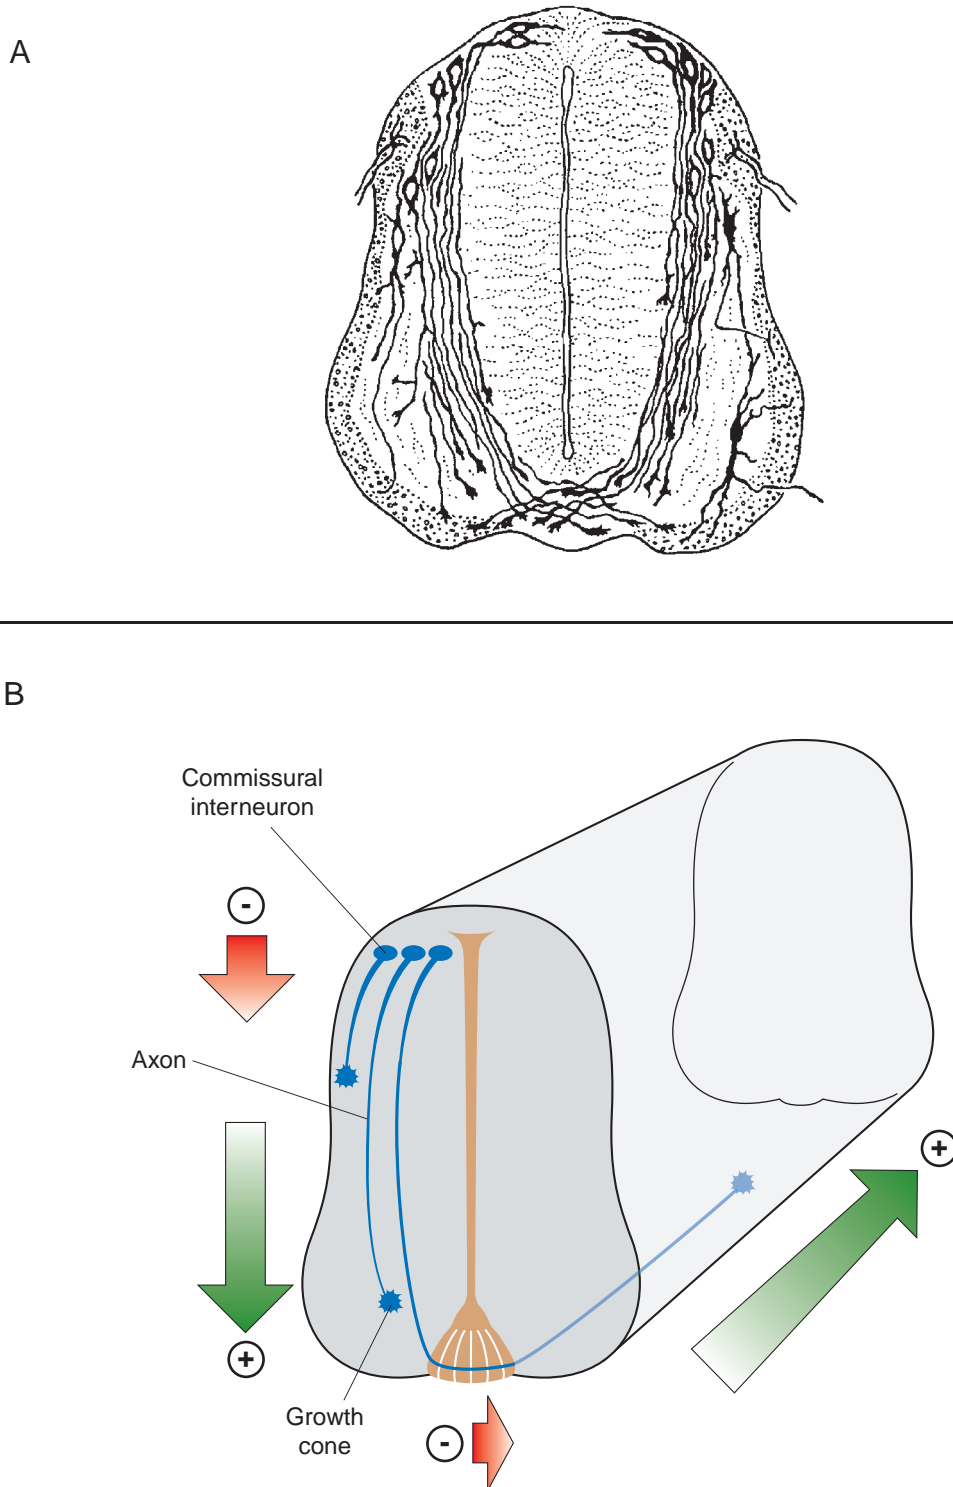 A
B
Commissural
interneuron
-
Axon
+
+
Growth
cone
-